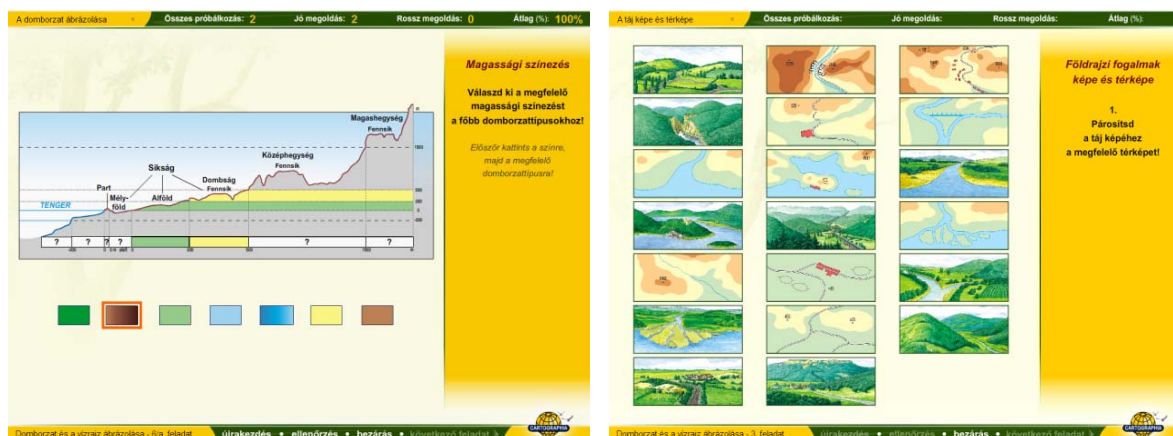 A domborzat ábrázolása
Összes próbálkozás: 2
Jó megoldás: 2
Rossz megoldás: 0
Átlag (%): 100%
Magassági színezés
Válaszd ki a megfelelő
magassági színezést
a főbb domborzattípusokhoz!
Először kattints a színre,
majd a megfelelő
domborzattípusra!
Magashegység
Fennsík
Középhegység
Fennsík
Síkság
Dombság
Fennsík
Part
Mély-
föld
Alföld
TENGER
? ? ? ? ? ?
Domborzat és a vízrajz ábrázolása - 6/a. feladat
újrakezdés • ellenőrzés • bezárás • következő feladat
CARTOGRAPHIA
A táj képe és térképe
Összes próbálkozás:
Jó megoldás:
Rossz megoldás:
Átlag (%):
Földrajzi fogalmak
képe és térképe
1.
Párosítsd
a táj képéhez
a megfelelő térképet!
Domborzat és a vízrajz ábrázolása - 3. feladat
újrakezdés • ellenőrzés • bezárás • következő feladat
CARTOGRAPHIA